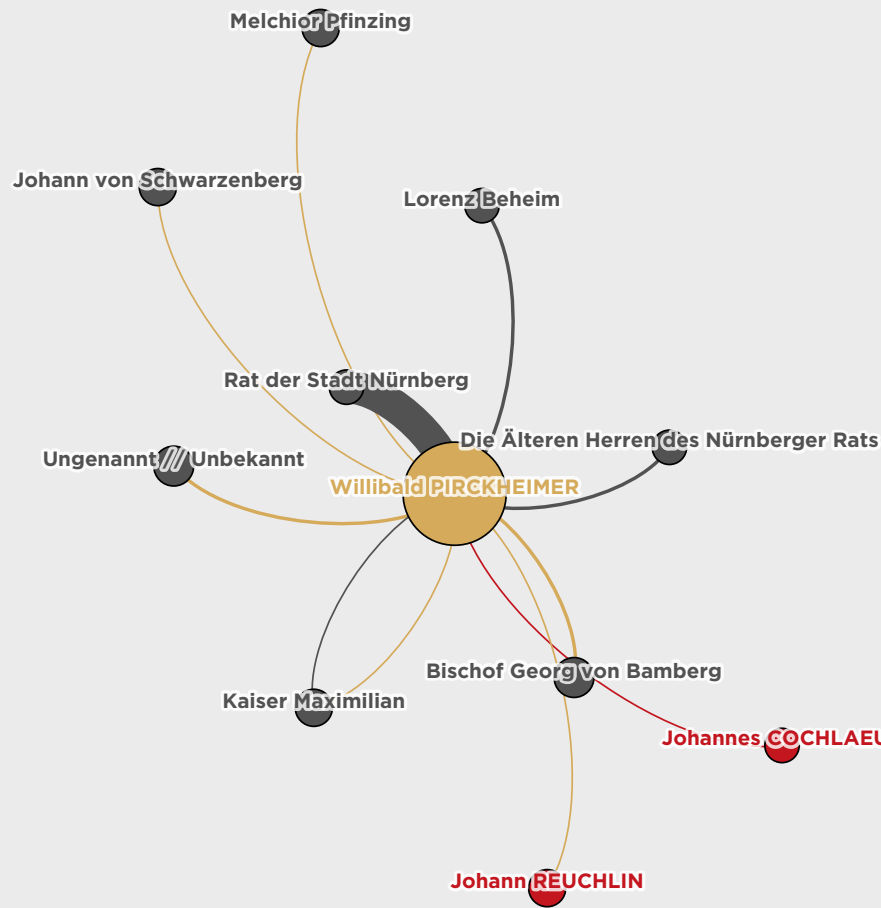 Melchior Pfinzing
Johann von Schwarzenberg
Lorenz Beheim
Rat der Stadt Nürnberg
Die Älteren Herren des Nürnberger Rats
Ungenannt /// Unbekannt
Willibald PIRCKHEIMER
Bischof Georg von Bamberg
Kaiser Maximilian
Johannes COCHLAEU
Johann REUCHLIN